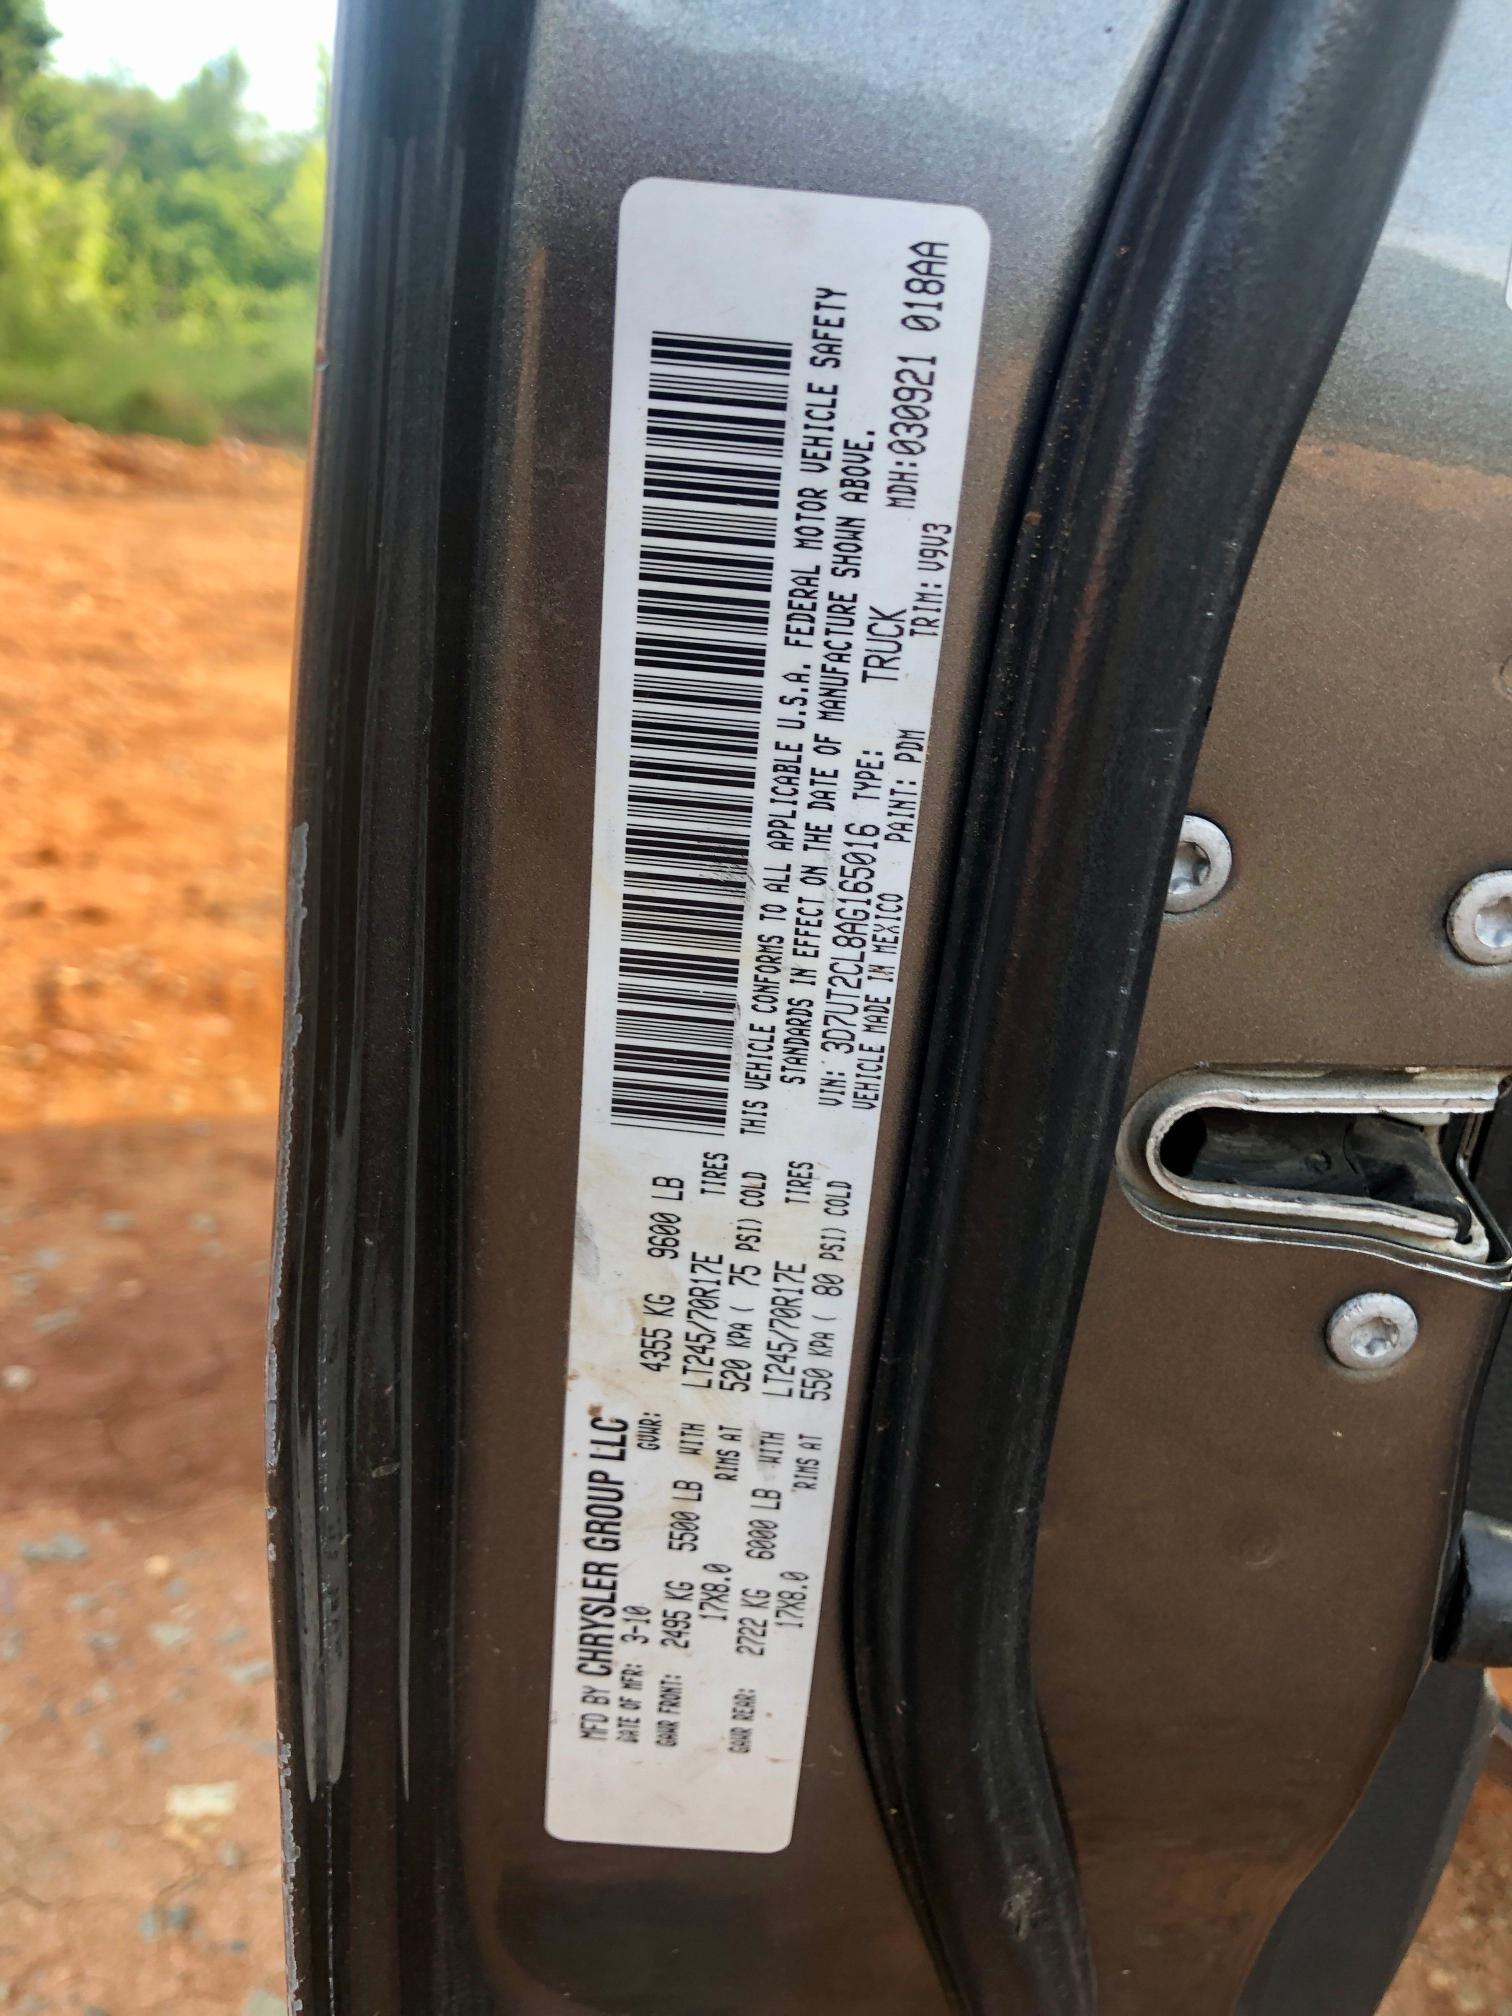 MFD BY CHRYSLER GROUP LLC
DATE OF MFR: 3-10 GVWR: 4355 KG 9600 LB
GAWR FRONT: 2495 KG 5500 LB WITH LT245/70R17E TIRES
17X8.0 RIMS AT 520 KPA ( 75 PSI) COLD
GAWR REAR: 2722 KG 6000 LB WITH LT245/70R17E TIRES
17X8.0 RIMS AT 550 KPA ( 80 PSI) COLD
THIS VEHICLE CONFORMS TO ALL APPLICABLE U.S.A. FEDERAL MOTOR VEHICLE SAFETY
STANDARDS IN EFFECT ON THE DATE OF MANUFACTURE SHOWN ABOVE.
VIN: 3D7UT2CL8AG165016 TYPE: TRUCK MDH:030921 018AA
VEHICLE MADE IN MEXICO PAINT: PDM TRIM: V9V3